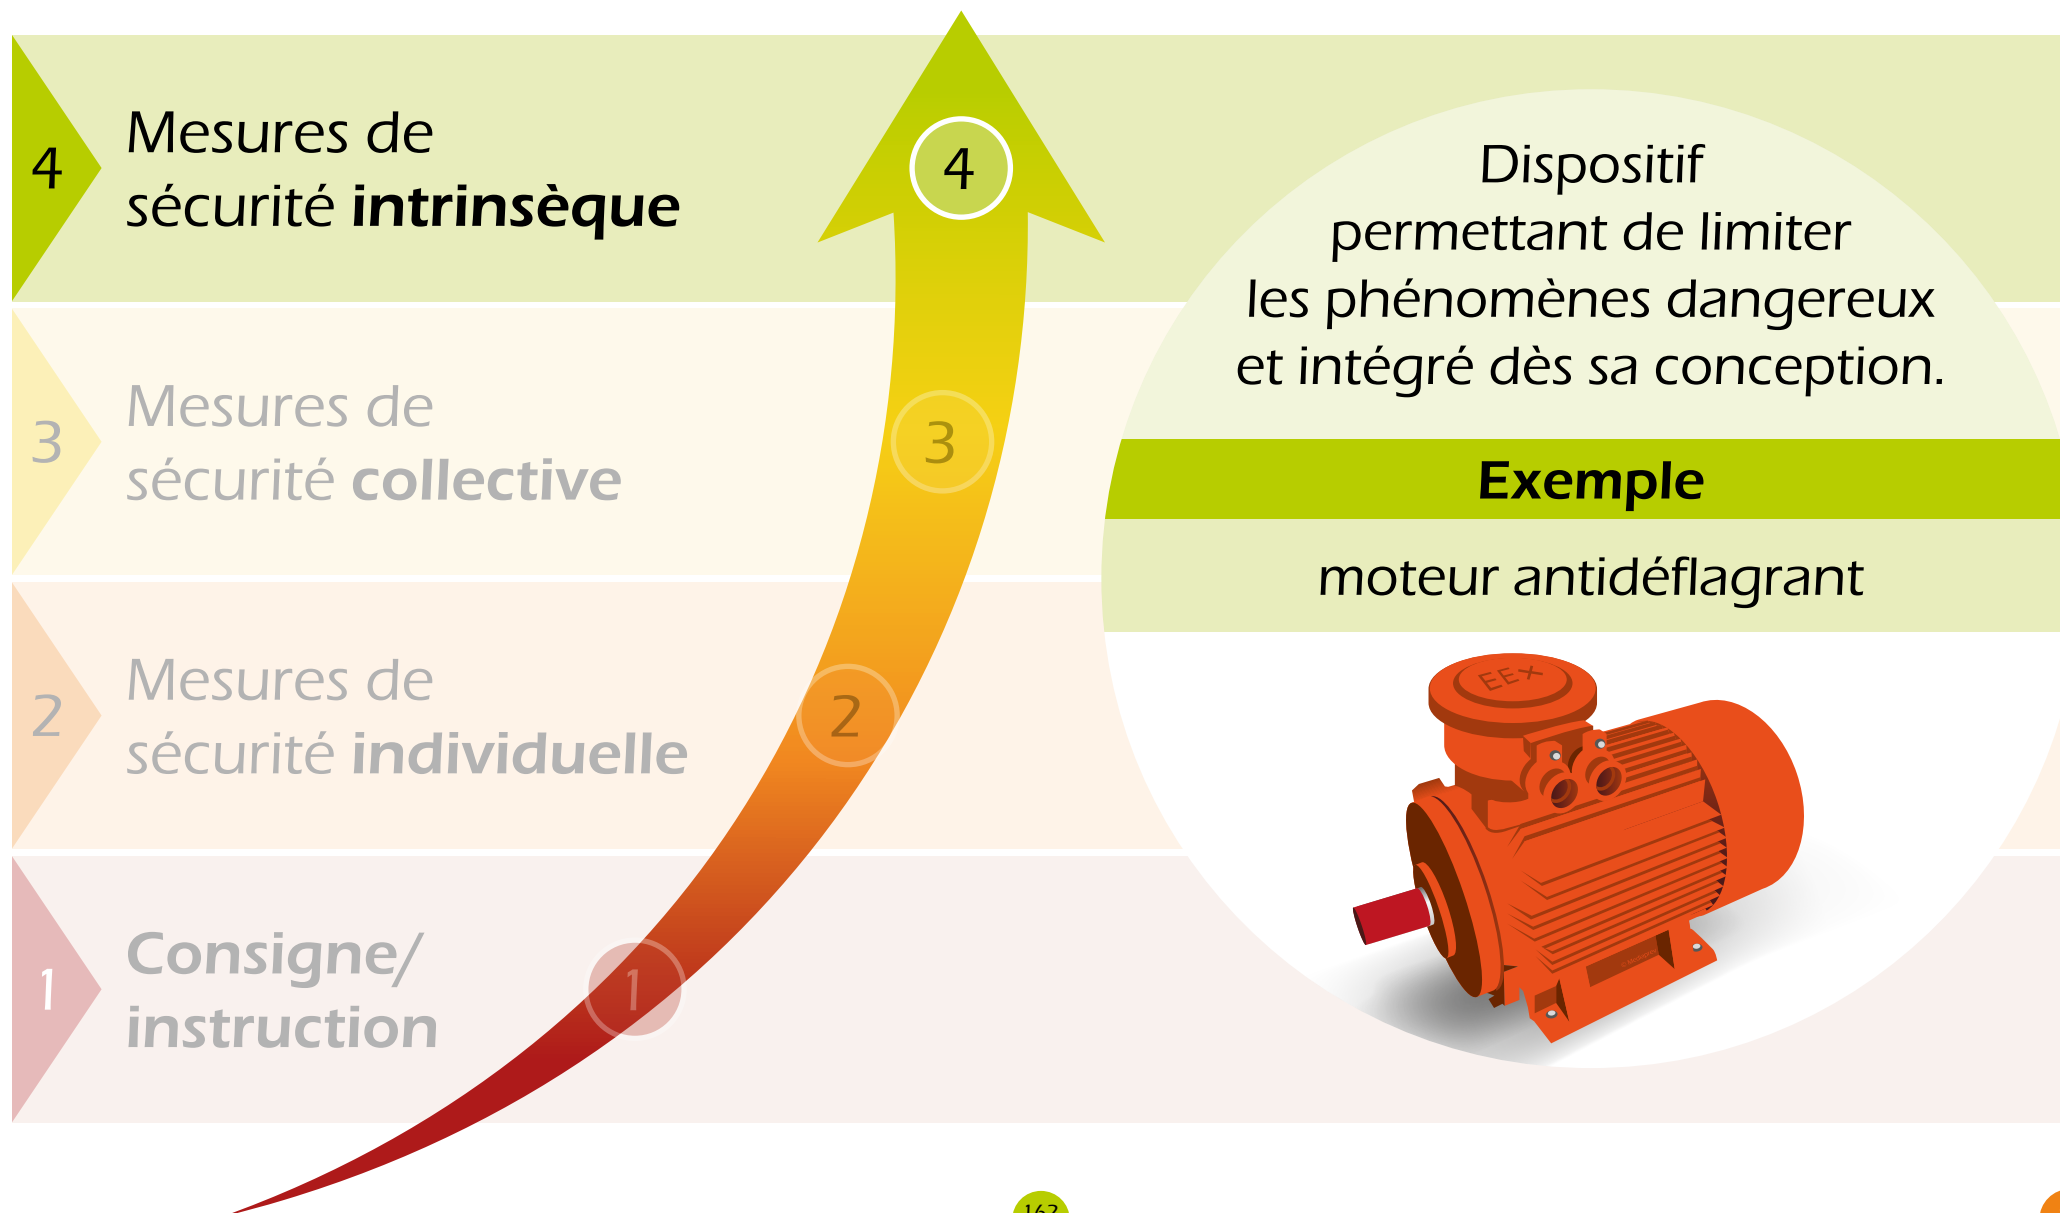 4
Mesures de
sécurité intrinsèque
4
3
Mesures de
sécurité collective
3
2
Mesures de
sécurité individuelle
2
1
Consigne/
instruction
1
Dispositif
permettant de limiter
les phénomènes dangereux
et intégré dès sa conception.
Exemple
moteur antidéflagrant
EEX
162